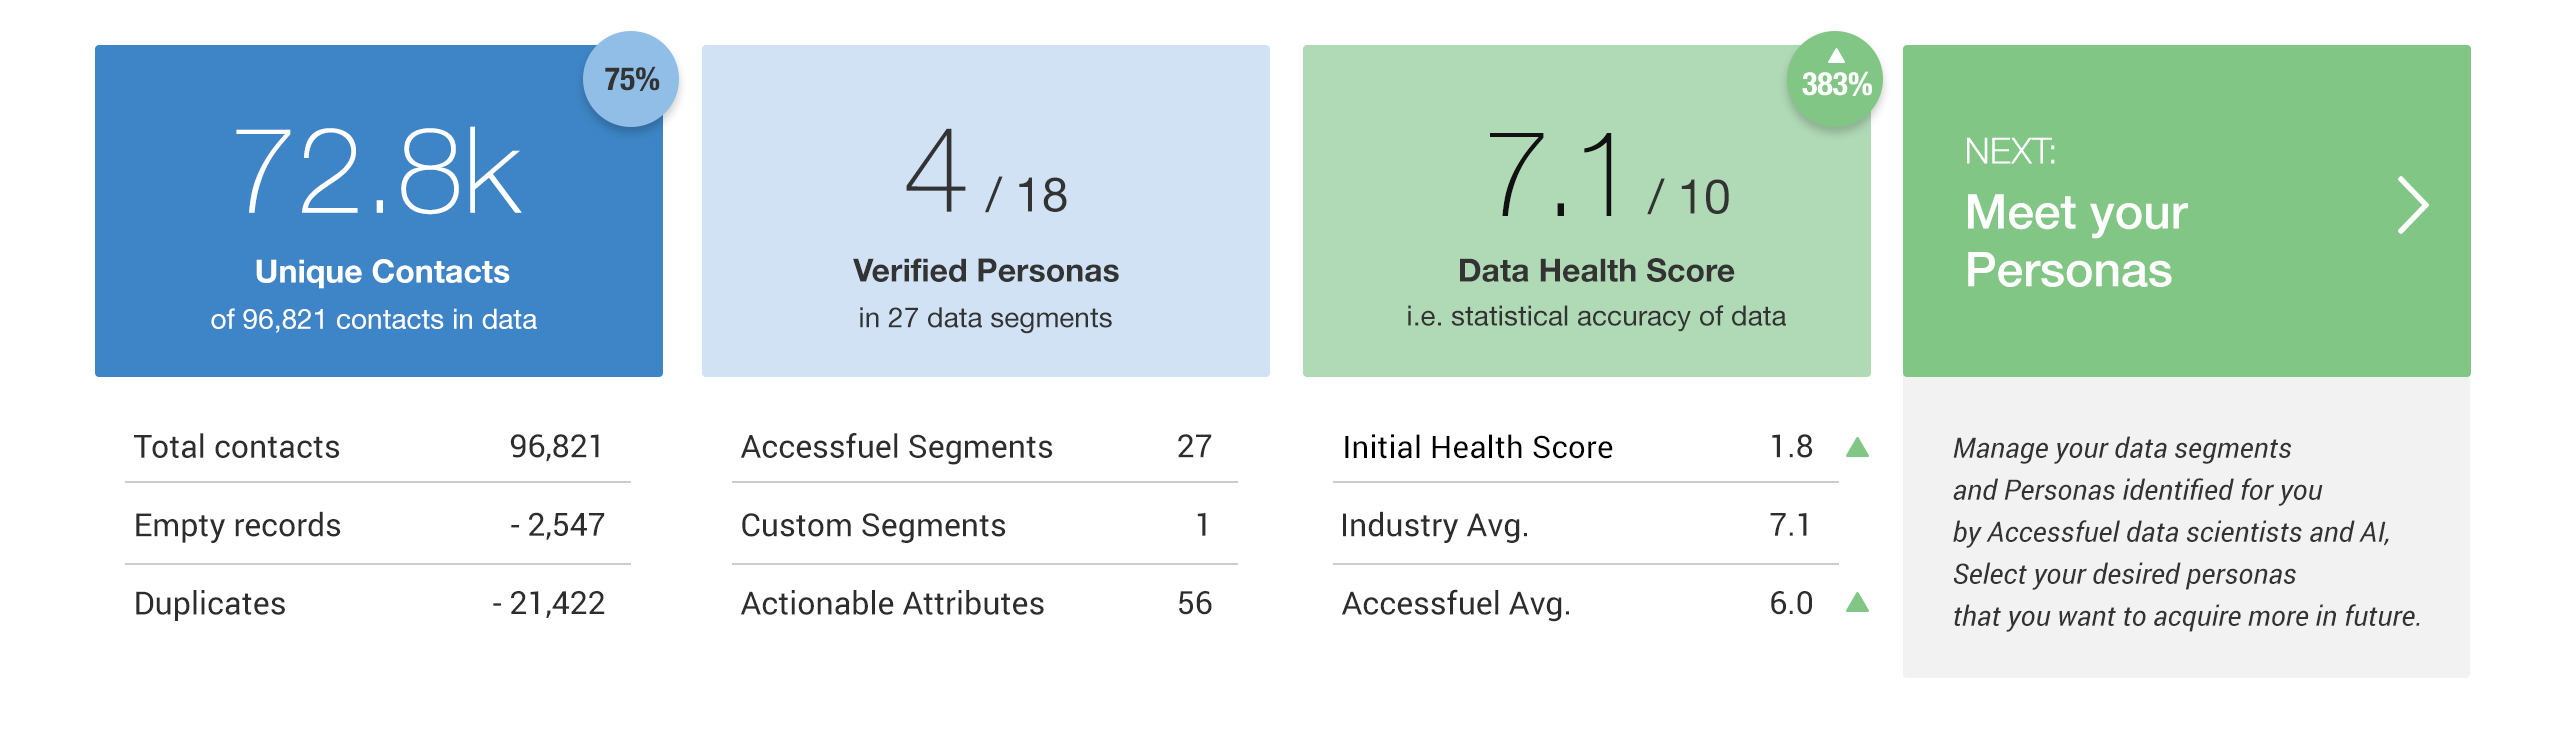 75%
72.8k
Unique Contacts
of 96,821 contacts in data
Total contacts 96,821
Empty records - 2,547
Duplicates - 21,422
4 / 18
Verified Personas
in 27 data segments
Accessfuel Segments 27
Custom Segments 1
Actionable Attributes 56
383%
7.1 / 10
Data Health Score
i.e. statistical accuracy of data
Initial Health Score 1.8
Industry Avg. 7.1
Accessfuel Avg. 6.0
NEXT:
Meet your
Personas
Manage your data segments
and Personas identified for you
by Accessfuel data scientists and AI,
Select your desired personas
that you want to acquire more in future.